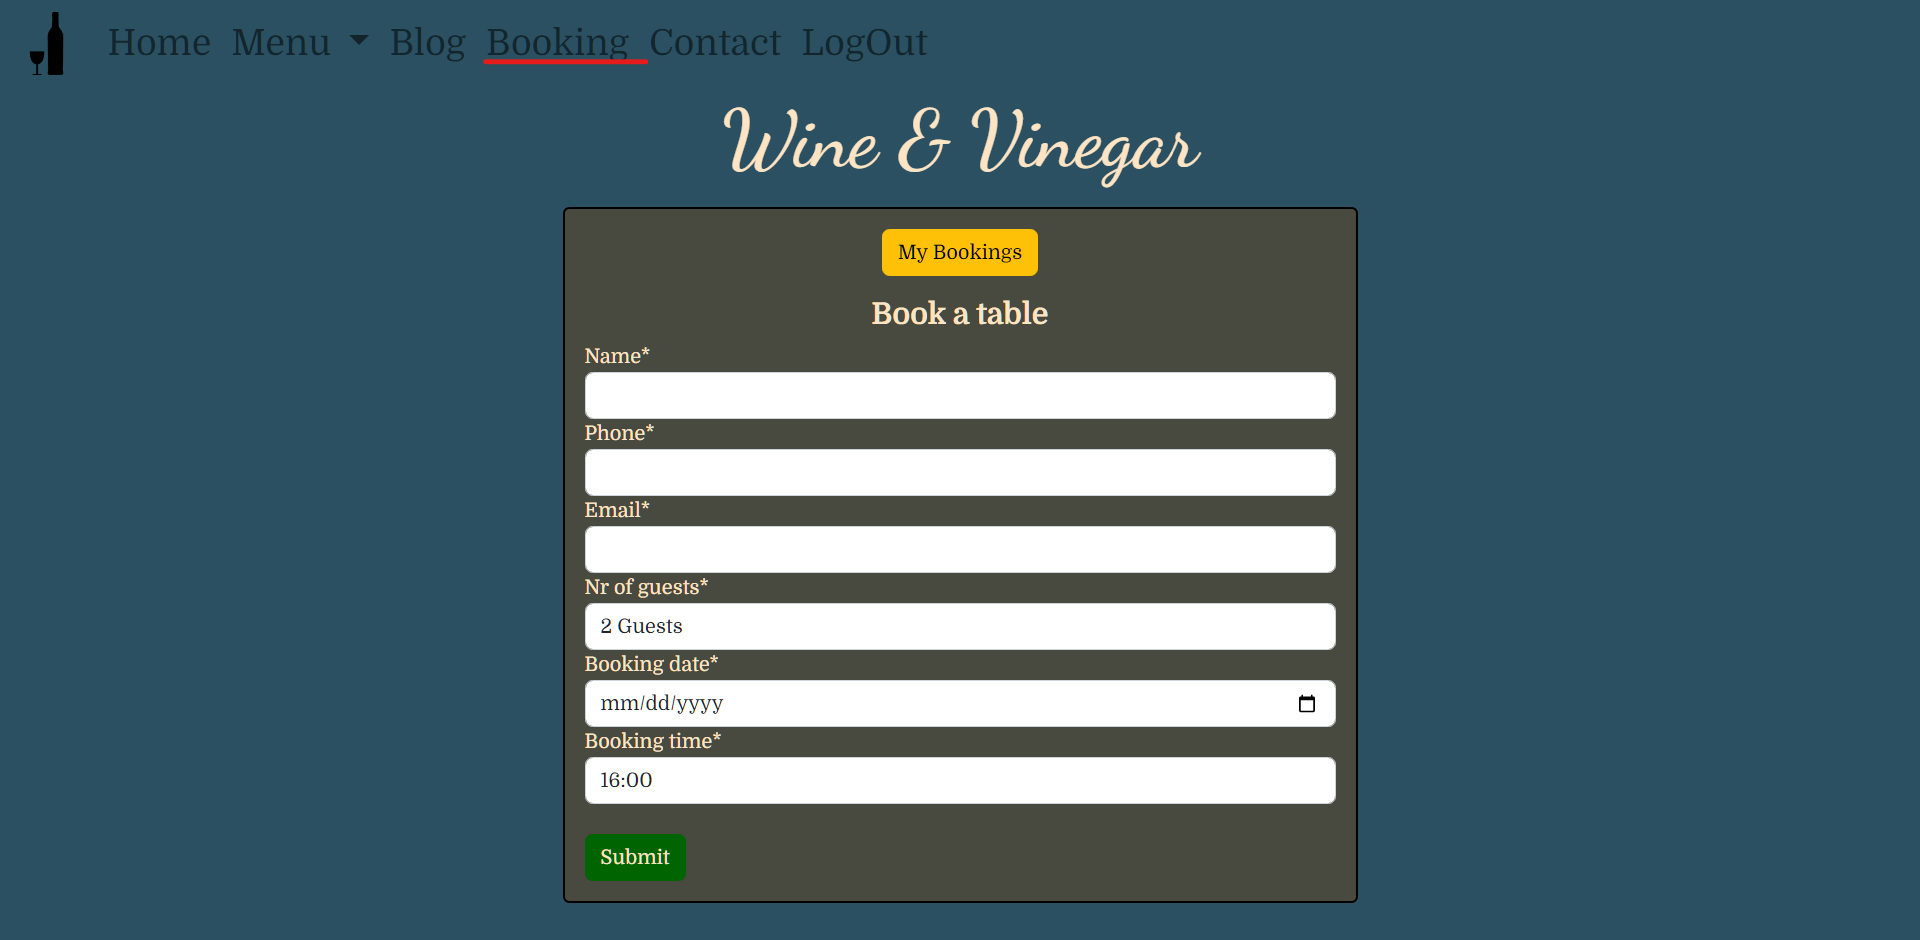 Home Menu Blog Booking Contact LogOut
Wine & Vinegar
My Bookings
Book a table
Name*
Phone*
Email*
Nr of guests*
2 Guests
Booking date*
mm/dd/yyyy
Booking time*
16:00
Submit